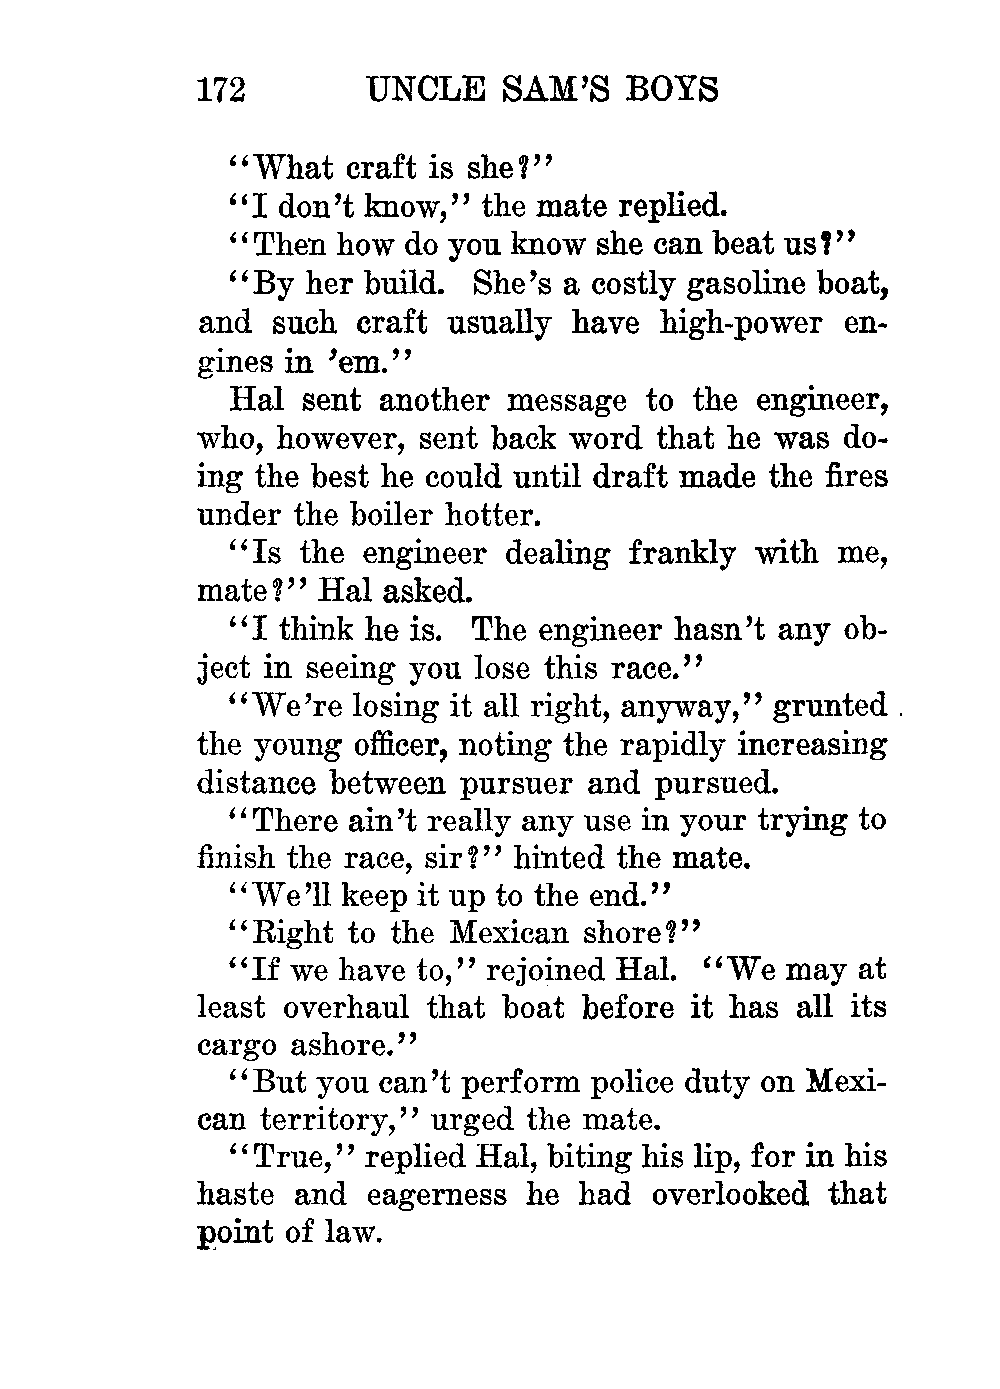 172 UNCLE SAM'S BOYS
"What craft is she?"
"I don't know," the mate replied.
"Then how do you know she can beat us?"
"By her build. She's a costly gasoline boat,
and such craft usually have high-power en-
gines in 'em."
Hal sent another message to the engineer,
who, however, sent back word that he was do-
ing the best he could until draft made the fires
under the boiler hotter.
"Is the engineer dealing frankly with me,
mate?" Hal asked.
"I think he is. The engineer hasn't any ob-
ject in seeing you lose this race."
"We're losing it all right, anyway," grunted
the young officer, noting the rapidly increasing
distance between pursuer and pursued.
"There ain't really any use in your trying to
finish the race, sir?" hinted the mate.
"We'll keep it up to the end."
"Right to the Mexican shore?"
"If we have to," rejoined Hal. "We may at
least overhaul that boat before it has all its
cargo ashore."
"But you can't perform police duty on Mexi-
can territory," urged the mate.
"True," replied Hal, biting his lip, for in his
haste and eagerness he had overlooked that
point of law.